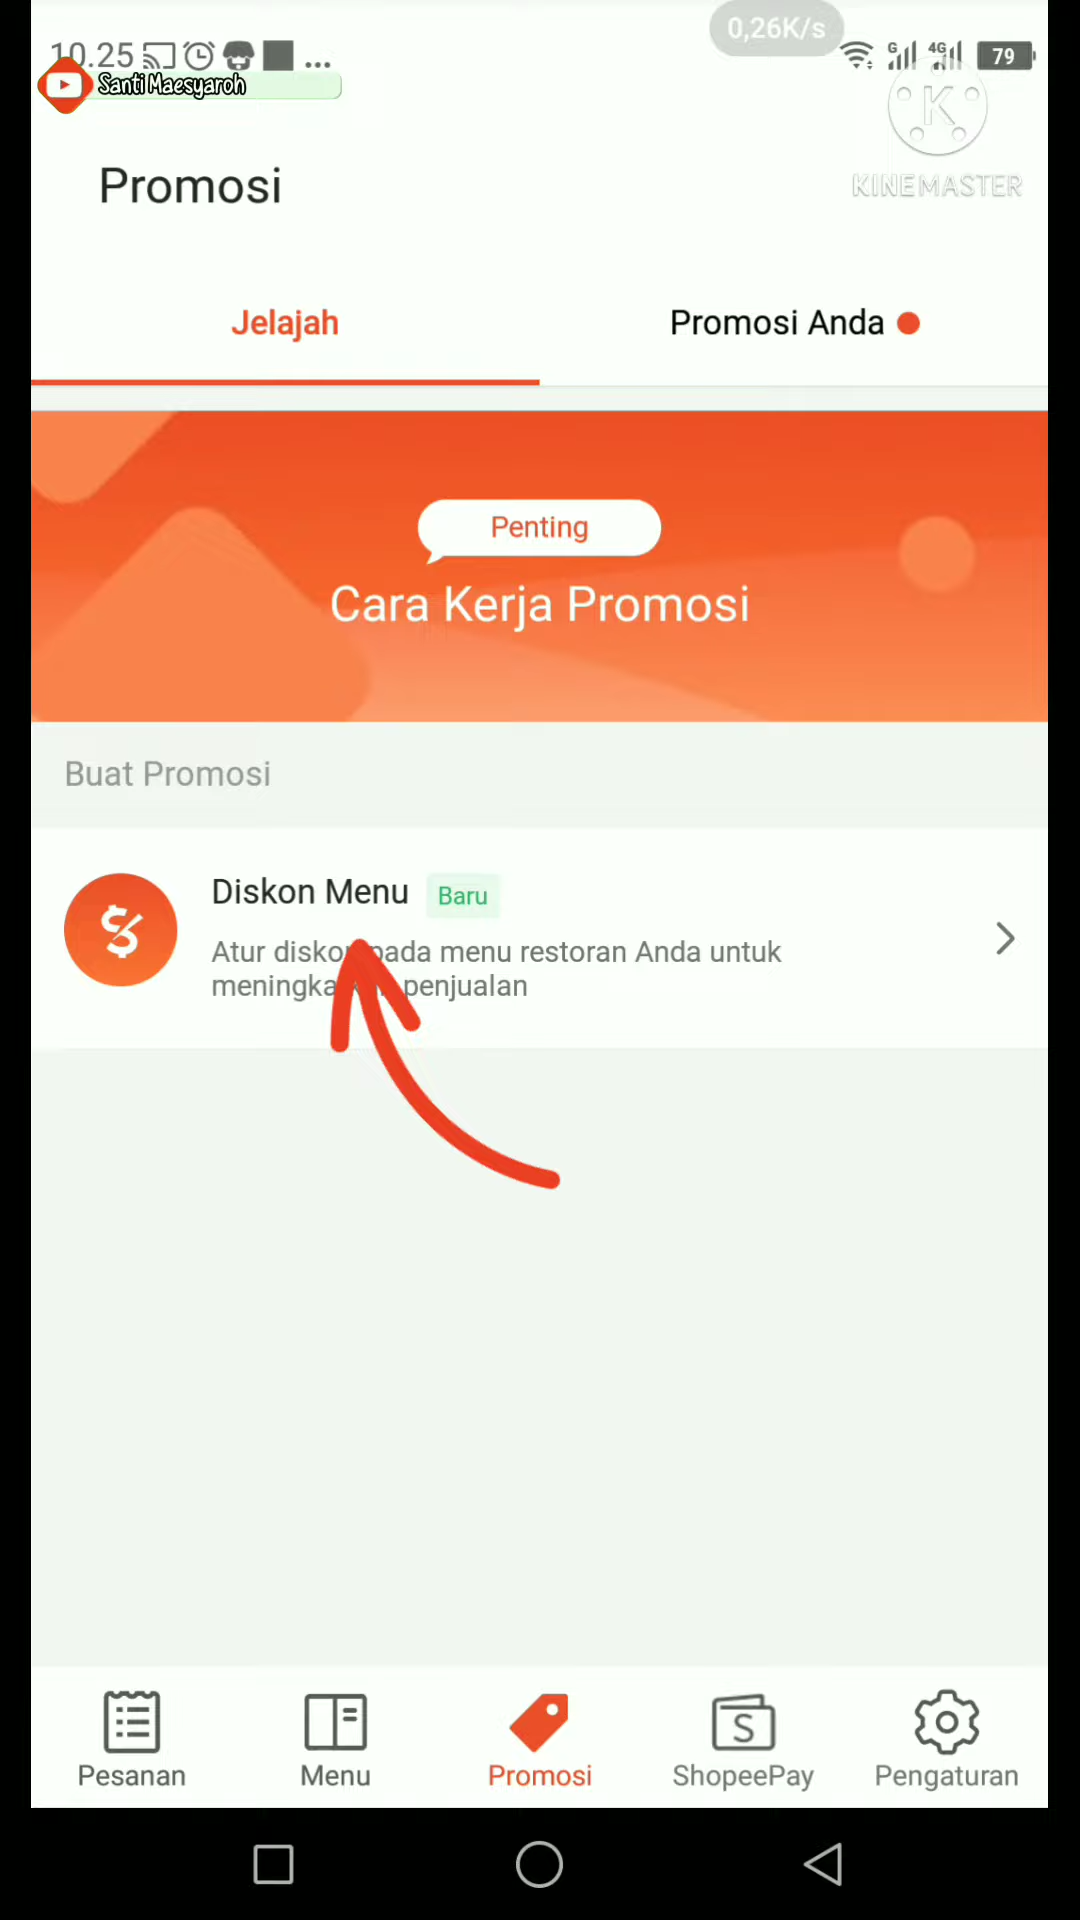 0,26K/s
10.25
...
G 4G 79
Santi Maesyaroh
K
KINEMASTER
Promosi
Jelajah
Promosi Anda
Penting
Cara Kerja Promosi
Buat Promosi
Diskon Menu Baru
Atur diskon pada menu restoran Anda untuk
penjualan
Pesanan
Menu
Promosi
S
ShopeePay
Pengaturan